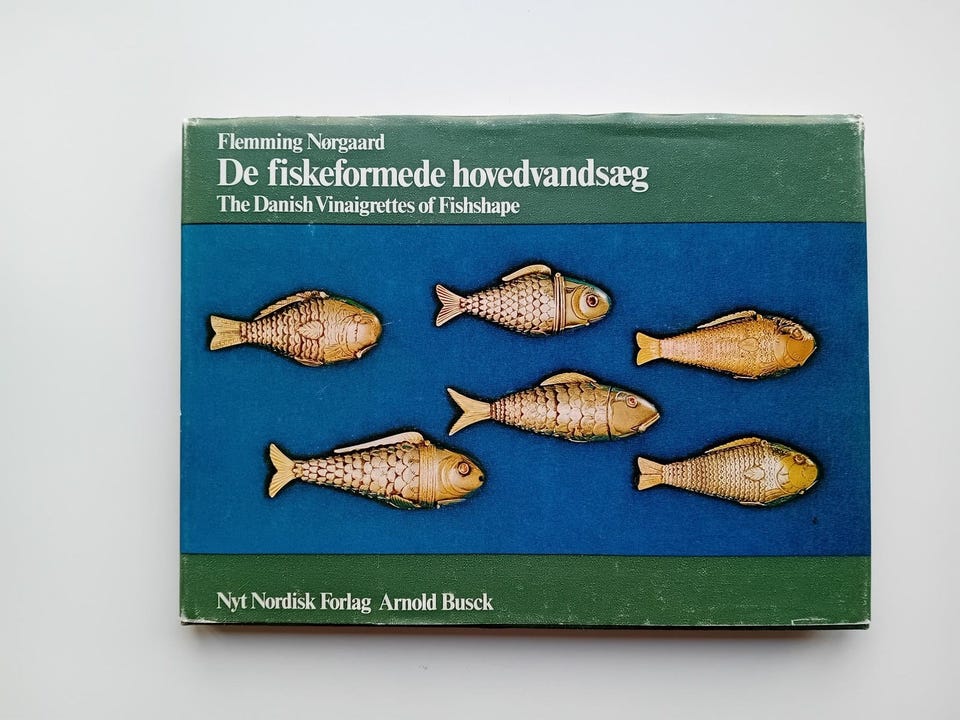 Flemming Nørgaard
De fiskeformede hovedvandsæg
The Danish Vinaigrettes of Fishshape
Nyt Nordisk Forlag Arnold Busck